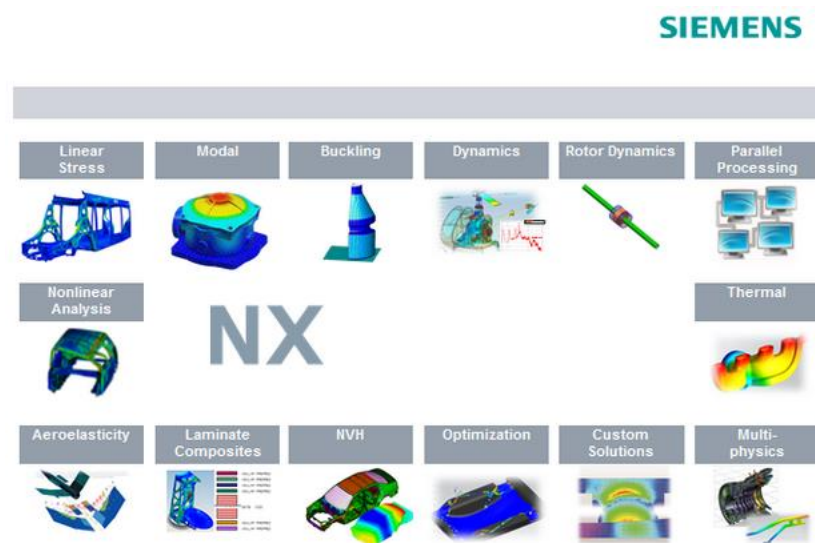 SIEMENS
Linear
Stress
Modal
Buckling
Dynamics
Rotor Dynamics
Parallel
Processing
Nonlinear
Analysis
NX
Thermal
Aeroelasticity
Laminate
Composites
NVH
Optimization
Custom
Solutions
Multi-
physics